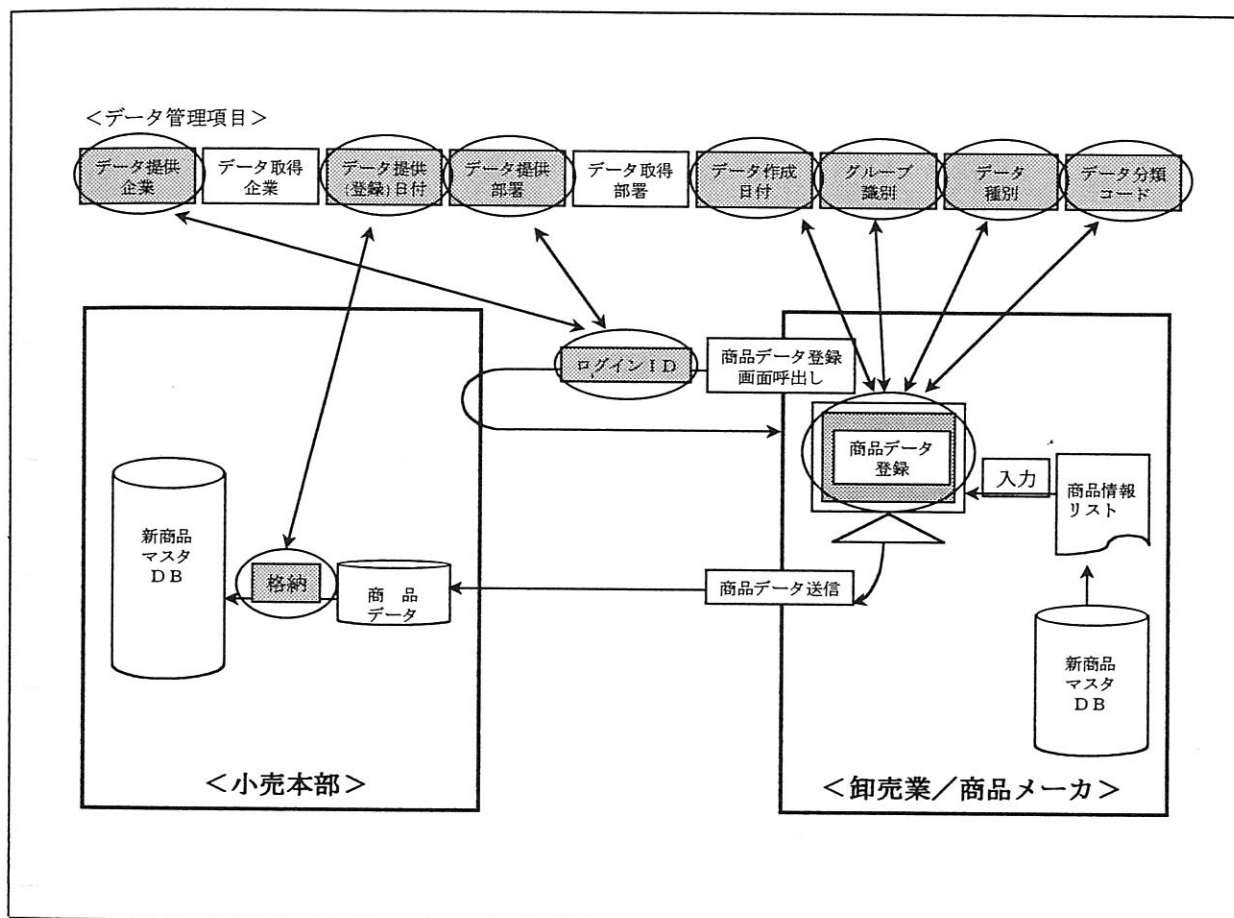 <データ管理項目>
データ提供
企業
データ取得
企業
データ提供
(登録)日付
データ提供
部署
データ取得
部署
データ作成
日付
グループ
識別
データ
種別
データ分類
コード
ログインID
商品データ登録
画面呼出し
商品データ
登録
入力
商品情報
リスト
新商品
マスタ
DB
格納
商 品
データ
商品データ送信
新商品
マスタ
DB
<小売本部>
<卸売業/商品メーカ>